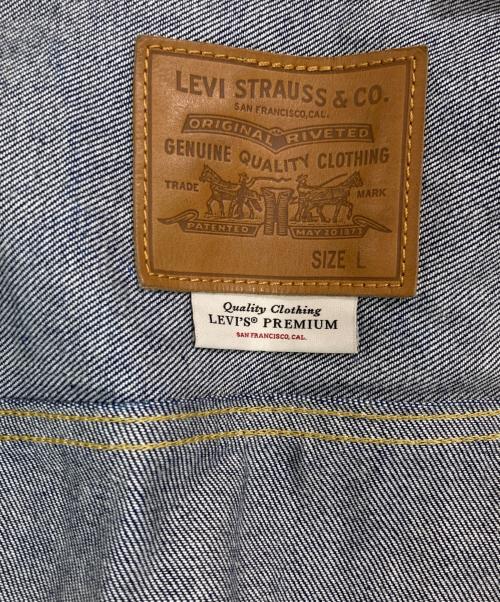 LEVI STRAUSS & CO.
SAN FRANCISCO, CAL.
ORIGINAL RIVETED
GENUINE QUALITY CLOTHING
TRADE MARK
PATENTED MAY 20 1873
SIZE L
Quality Clothing
LEVI'S® PREMIUM
SAN FRANCISCO, CAL.